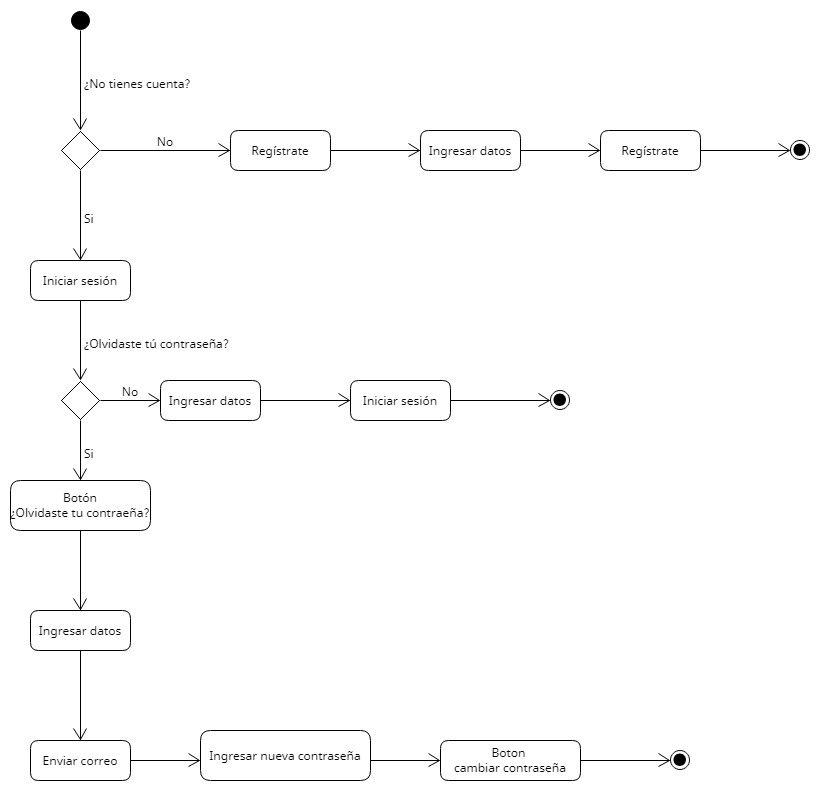 ¿No tienes cuenta?
No
Regístrate
Ingresar datos
Regístrate
Si
Iniciar sesión
¿Olvidaste tú contraseña?
No
Ingresar datos
Iniciar sesión
Si
Botón
¿Olvidaste tu contraeña?
Ingresar datos
Enviar correo
Ingresar nueva contraseña
Boton
cambiar contraseña